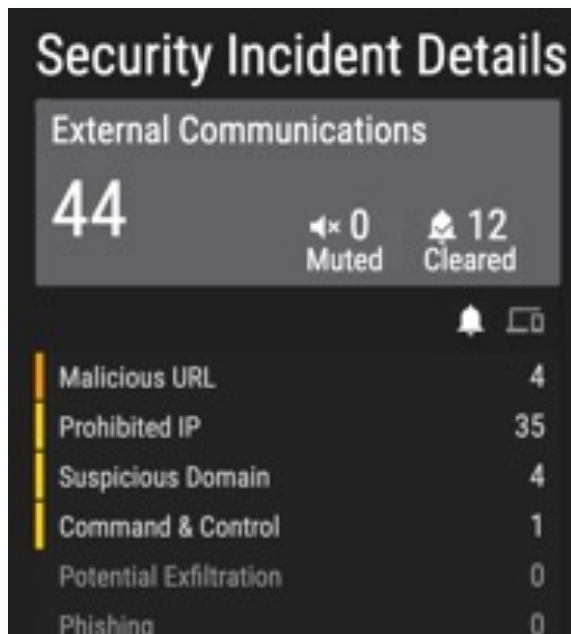 Security Incident Details
External Communications
44
0
Muted
12
Cleared
Malicious URL 4
Prohibited IP 35
Suspicious Domain 4
Command & Control 1
Potential Exfiltration 0
Phishing 0